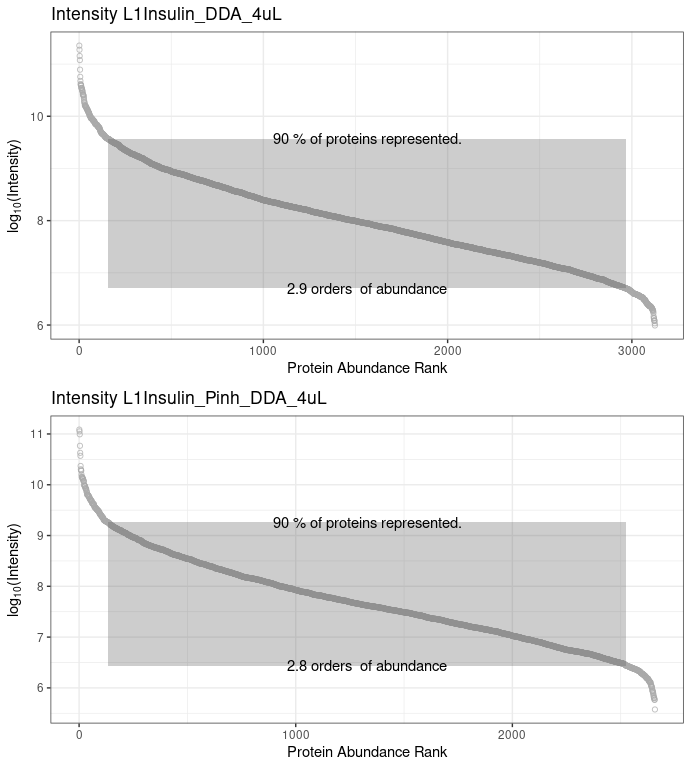 Intensity L1Insulin_DDA_4uL
10
8
6
log10(Intensity)
90 % of proteins represented.
2.9 orders  of abundance
0 1000 2000 3000
Protein Abundance Rank
Intensity L1Insulin_Pinh_DDA_4uL
11
10
9
8
7
6
log10(Intensity)
90 % of proteins represented.
2.8 orders  of abundance
0 1000 2000
Protein Abundance Rank